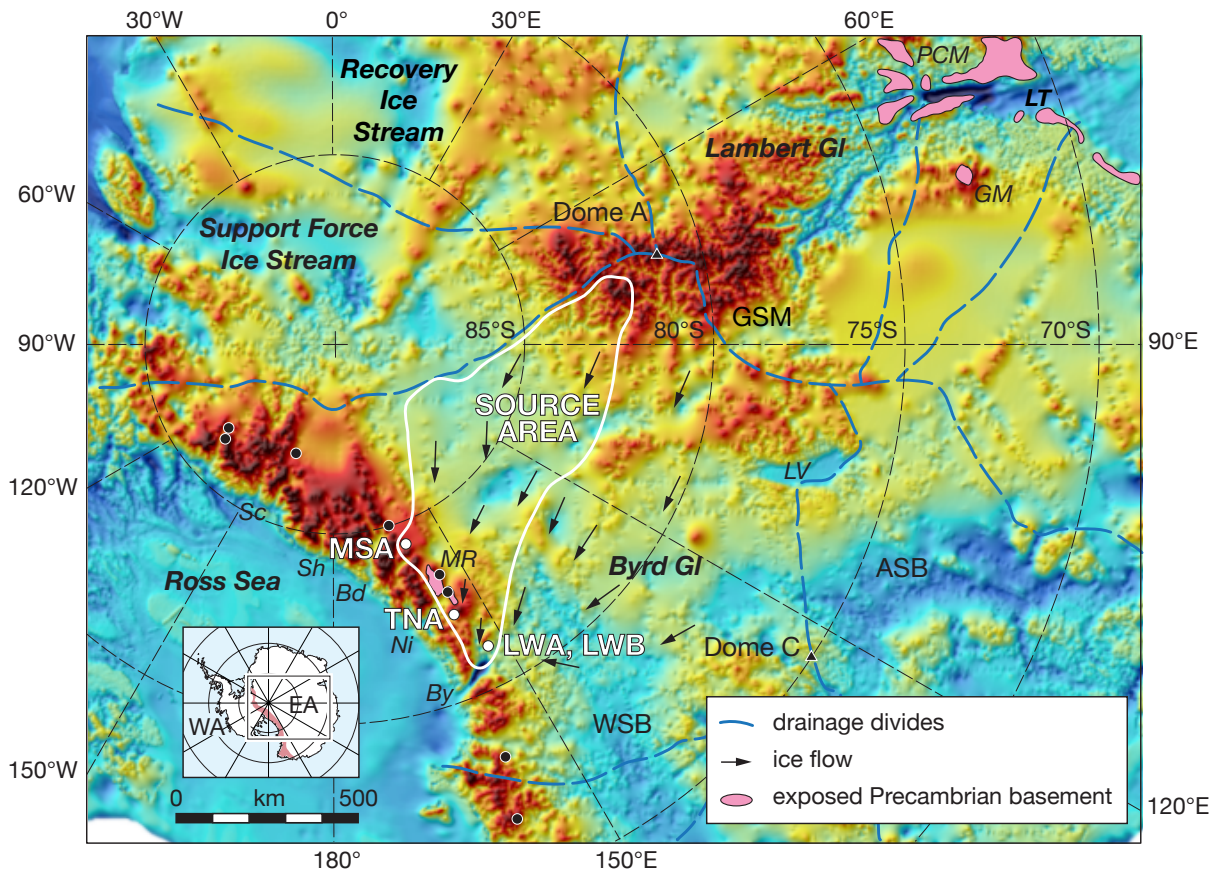 30°W
0°
30°E
60°E
Recovery
Ice
Stream
PCM
LT
Lambert Gl
GM
60°W
Dome A
Support Force
Ice Stream
GSM
85°S
80°S
75°S
70°S
90°W
90°E
SOURCE
AREA
LV
120°W
Sc
MSA
MR
Sh
Ross Sea
Bd
Byrd Gl
ASB
TNA
Ni
LWA, LWB
Dome C
By
WSB
WA
EA
drainage divides
ice flow
exposed Precambrian basement
150°W
0
km
500
120°E
180°
150°E